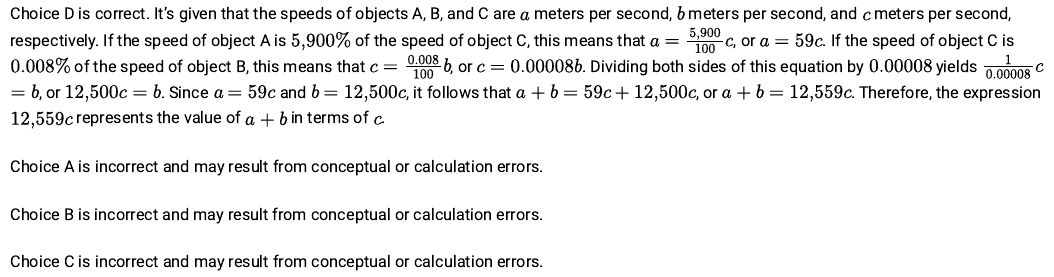 Choice D is correct. It's given that the speeds of objects A, B, and C are a meters per second, b meters per second, and c meters per second,
respectively. If the speed of object A is 5,900% of the speed of object C, this means that a = 5,900/100 c, or a = 59c. If the speed of object C is
0.008% of the speed of object B, this means that c = 0.008/100 b, or c = 0.00008b. Dividing both sides of this equation by 0.00008 yields 1/0.00008 c
= b, or 12,500c = b. Since a = 59c and b = 12,500c, it follows that a + b = 59c + 12,500c, or a + b = 12,559c. Therefore, the expression
12,559c represents the value of a + b in terms of c.
Choice A is incorrect and may result from conceptual or calculation errors.
Choice B is incorrect and may result from conceptual or calculation errors.
Choice C is incorrect and may result from conceptual or calculation errors.